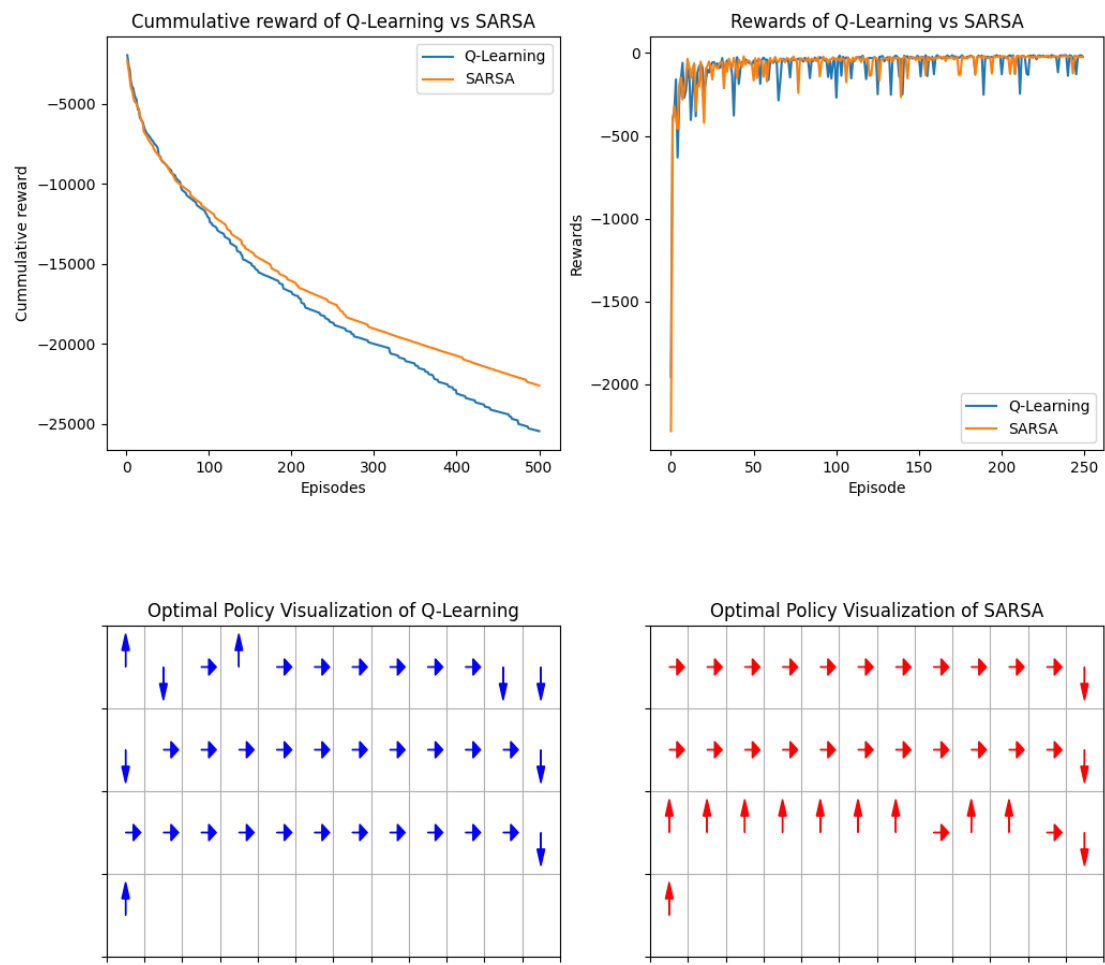 Cummulative reward of Q-Learning vs SARSA
Q-Learning
SARSA
Cummulative reward
−5000
−10000
−15000
−20000
−25000
0
100
200
300
400
500
Episodes
Rewards of Q-Learning vs SARSA
Rewards
0
−500
−1000
−1500
−2000
Q-Learning
SARSA
0
50
100
150
200
250
Episode
Optimal Policy Visualization of Q-Learning
Optimal Policy Visualization of SARSA